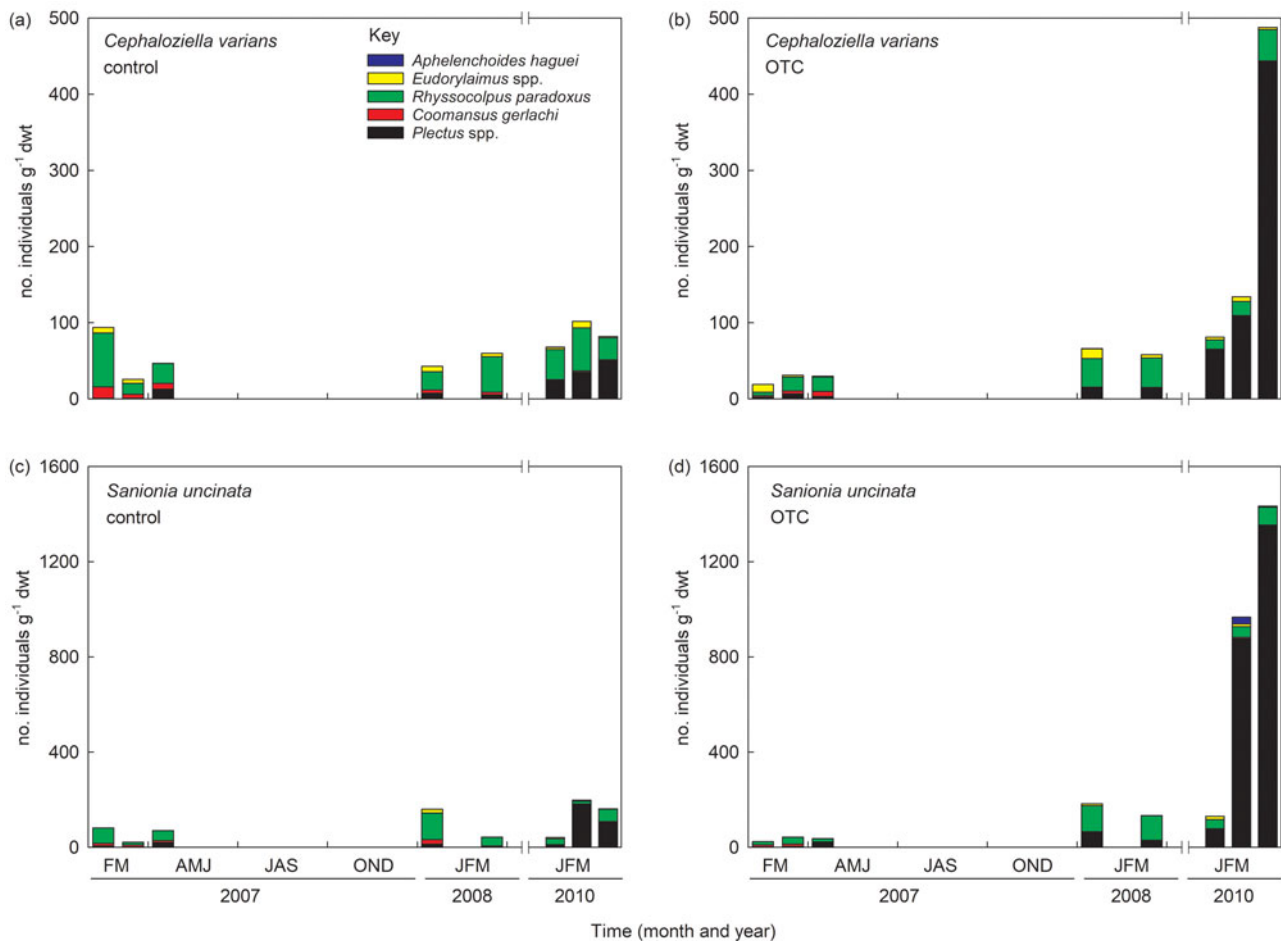 (a)
Cephaloziella varians
control
Key
Aphelenchoides haguei
Eudorylaimus spp.
Rhyssocolpus paradoxus
Coomansus gerlachi
Plectus spp.
500
400
300
200
100
0
no. individuals g⁻¹ dwt
(b)
Cephaloziella varians
OTC
500
400
300
200
100
0
no. individuals g⁻¹ dwt
(c)
Sanionia uncinata
control
1600
1200
800
400
0
no. individuals g⁻¹ dwt
FM AMJ JAS OND JFM JFM
2007 2008 2010
(d)
Sanionia uncinata
OTC
1600
1200
800
400
0
no. individuals g⁻¹ dwt
FM AMJ JAS OND JFM JFM
2007 2008 2010
Time (month and year)